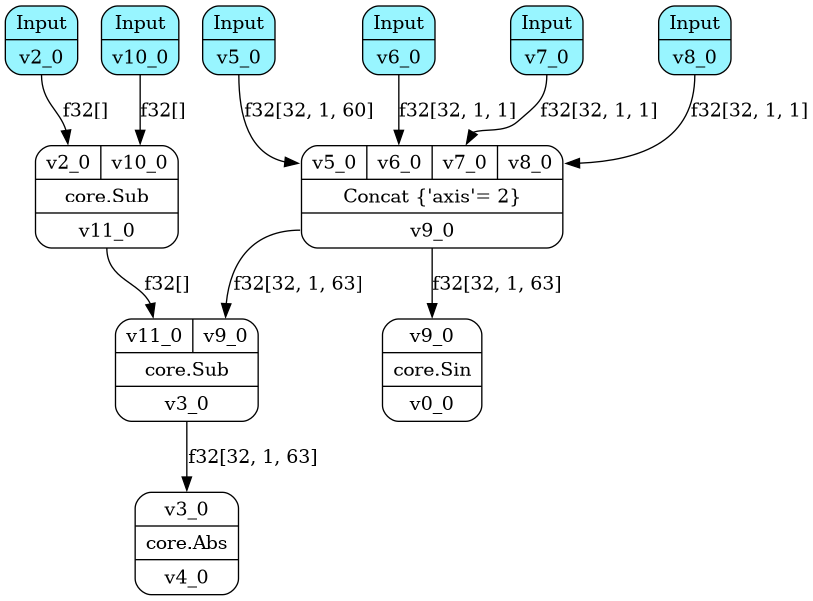 Input Input Input Input Input Input
v2_0 v10_0 v5_0 v6_0 v7_0 v8_0
f32[] f32[] f32[32, 1, 60] f32[32, 1, 1] f32[32, 1, 1] f32[32, 1, 1]
v2_0 v10_0 v5_0 v6_0 v7_0 v8_0
core.Sub Concat {'axis'= 2}
v11_0 v9_0
f32[] f32[32, 1, 63] f32[32, 1, 63]
v11_0 v9_0 v9_0
core.Sub core.Sin
v3_0 v0_0
f32[32, 1, 63]
v3_0
core.Abs
v4_0